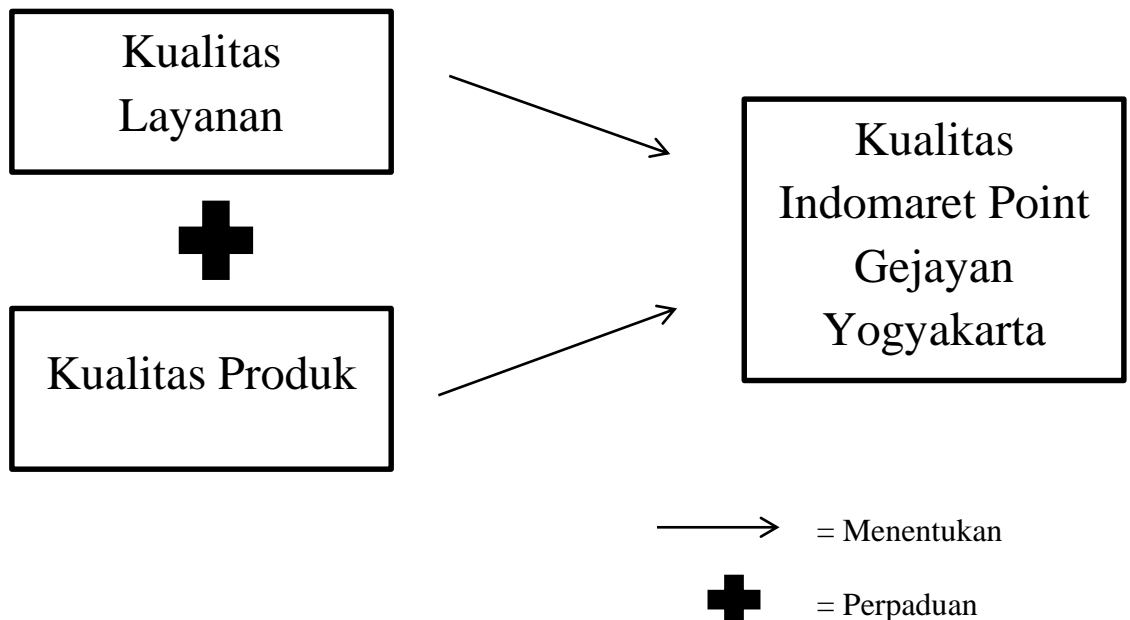 Kualitas
Layanan
Kualitas Produk
Kualitas
Indomaret Point
Gejayan
Yogyakarta
= Menentukan
= Perpaduan